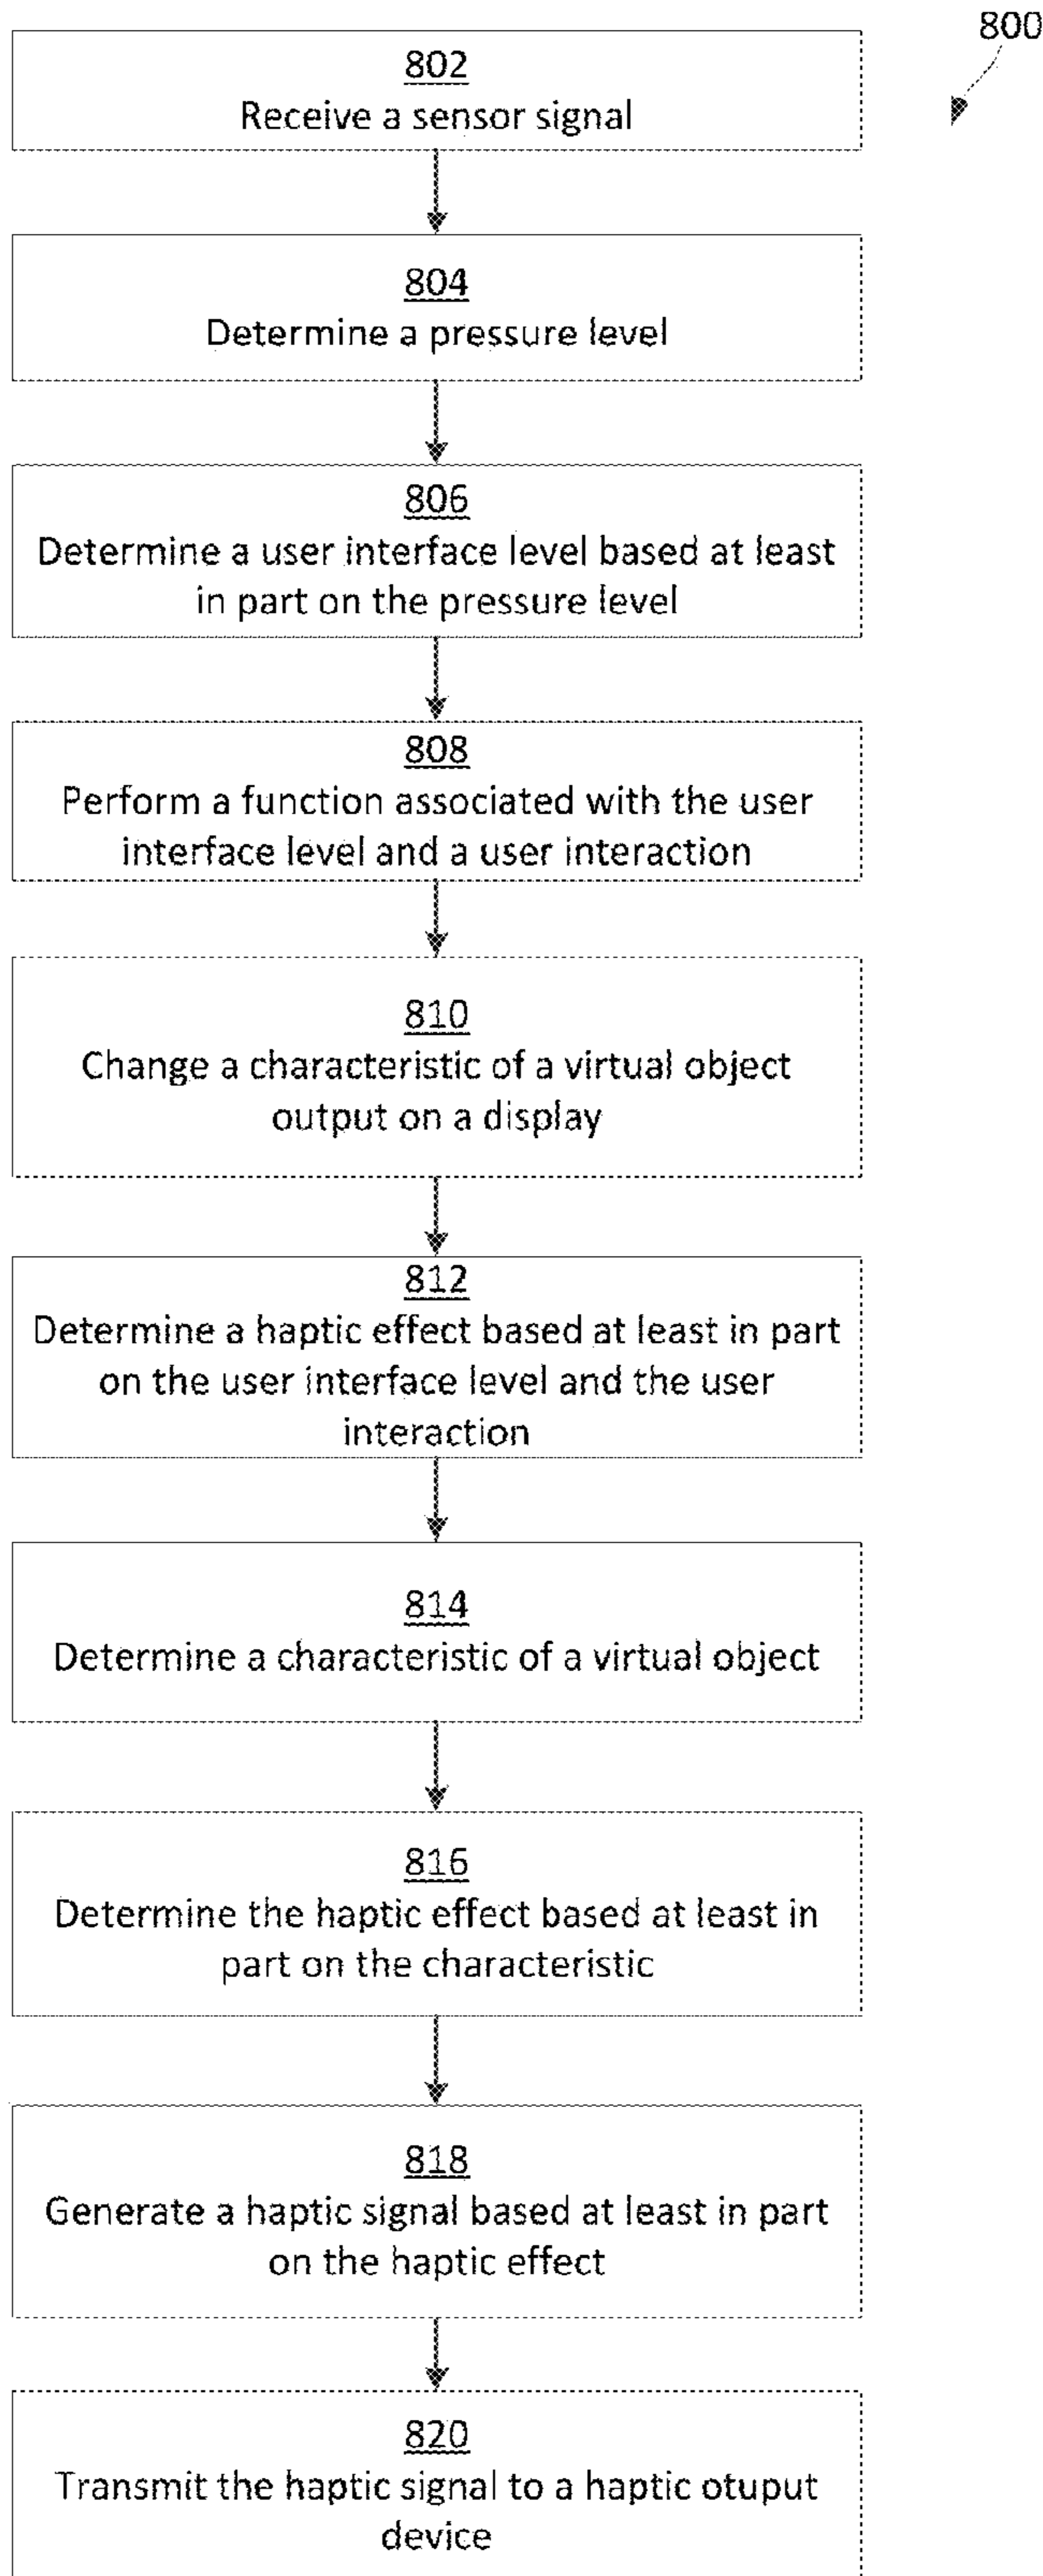 800
802
Receive a sensor signal
804
Determine a pressure level
806
Determine a user interface level based at least
in part on the pressure level
808
Perform a function associated with the user
interface level and a user interaction
810
Change a characteristic of a virtual object
output on a display
812
Determine a haptic effect based at least in part
on the user interface level and the user
interaction
814
Determine a characteristic of a virtual object
816
Determine the haptic effect based at least in
part on the characteristic
818
Generate a haptic signal based at least in part
on the haptic effect
820
Transmit the haptic signal to a haptic otuput
device